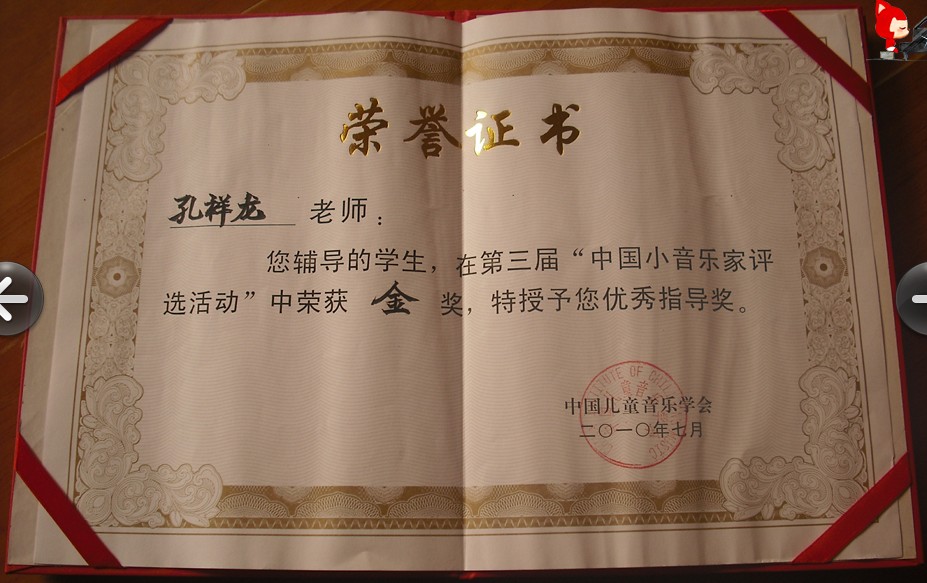 荣誉证书
孔祥龙 老师：
您辅导的学生，在第三届“中国小音乐家评
选活动”中荣获 金 奖，特授予您优秀指导奖。
中国儿童音乐学会
二〇一〇年七月